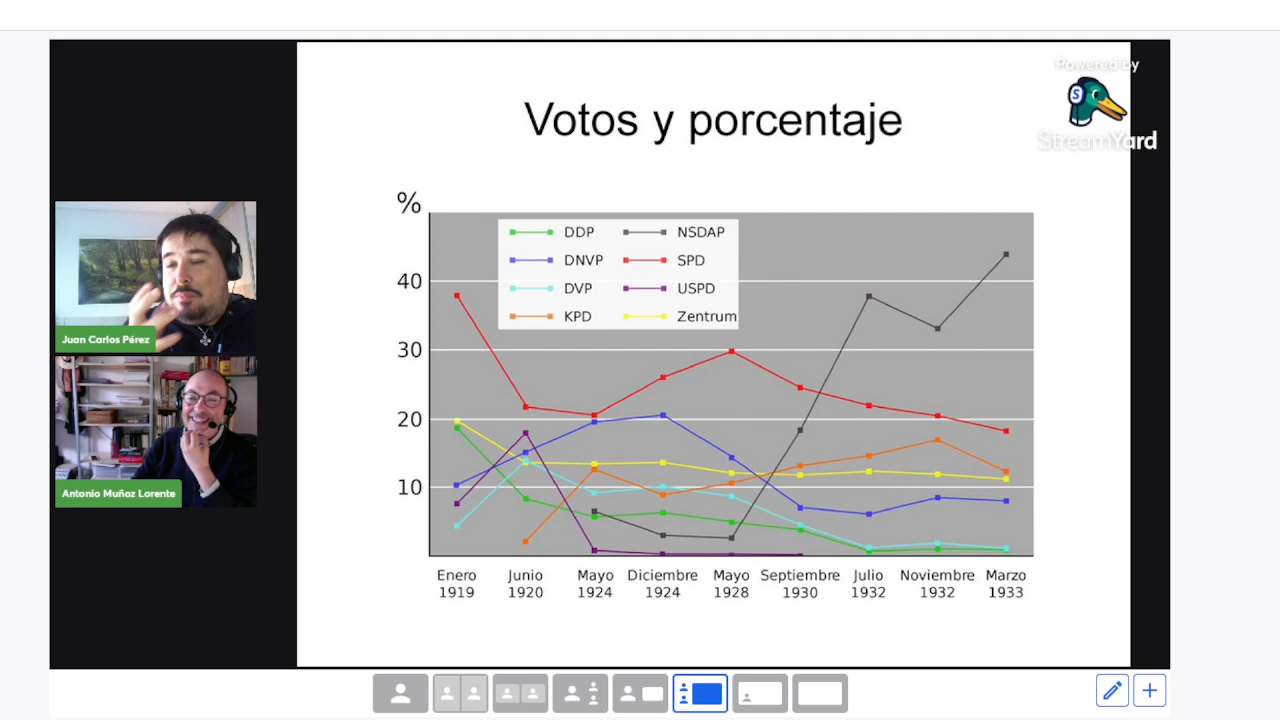 Powered by
StreamYard
Votos y porcentaje
%
DDP
NSDAP
DNVP
SPD
DVP
USPD
KPD
Zentrum
40
30
20
10
Enero
1919
Junio
1920
Mayo
1924
Diciembre
1924
Mayo
1928
Septiembre
1930
Julio
1932
Noviembre
1932
Marzo
1933
Juan Carlos Pérez
Antonio Muñoz Lorente
S